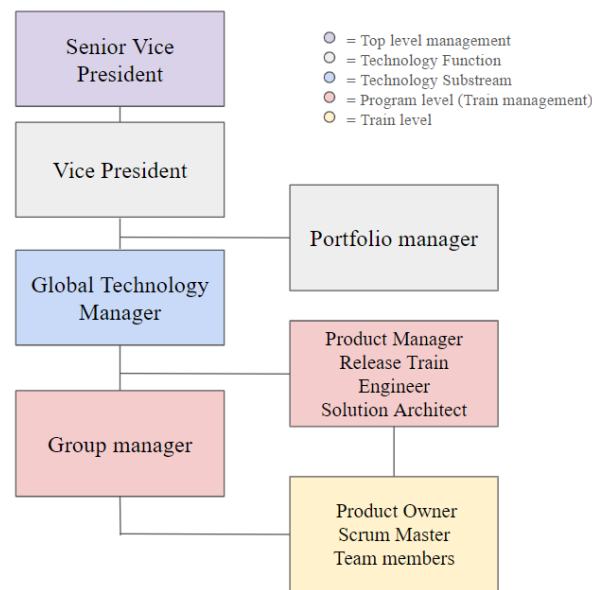 Senior Vice
President
= Top level management
= Technology Function
= Technology Substream
= Program level (Train management)
= Train level
Vice President
Portfolio manager
Global Technology
Manager
Product Manager
Release Train
Engineer
Solution Architect
Group manager
Product Owner
Scrum Master
Team members